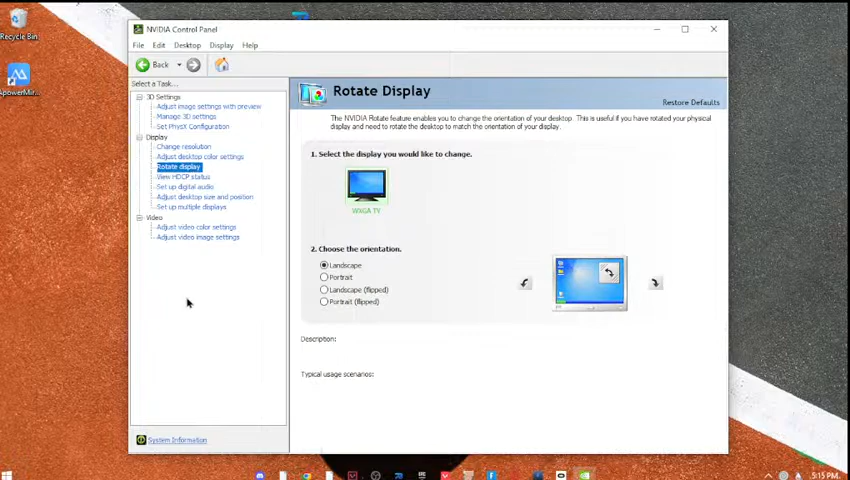 Recycle Bin
ApowerMir...
NVIDIA Control Panel
File Edit Desktop Display Help
Back
Select a Task...
3D Settings
Adjust image settings with preview
Manage 3D settings
Set PhysX Configuration
Display
Change resolution
Adjust desktop color settings
Rotate display
View HDCP status
Set up digital audio
Adjust desktop size and position
Set up multiple displays
Video
Adjust video color settings
Adjust video image settings
System Information
Rotate Display
Restore Defaults
The NVIDIA Rotate feature enables you to change the orientation of your desktop. This is useful if you have rotated your physical
display and need to rotate the desktop to match the orientation of your display.
1. Select the display you would like to change.
WXGA TV
2. Choose the orientation.
Landscape
Portrait
Landscape (flipped)
Portrait (flipped)
Description:
Typical usage scenarios:
5:15 PM